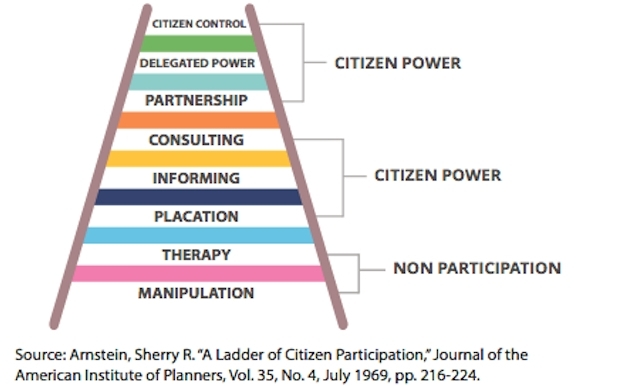 CITIZEN CONTROL
DELEGATED POWER
PARTNERSHIP
CITIZEN POWER
CONSULTING
INFORMING
PLACATION
CITIZEN POWER
THERAPY
MANIPULATION
NON PARTICIPATION
Source: Arnstein, Sherry R. “A Ladder of Citizen Participation,” Journal of the
American Institute of Planners, Vol. 35, No. 4, July 1969, pp. 216-224.